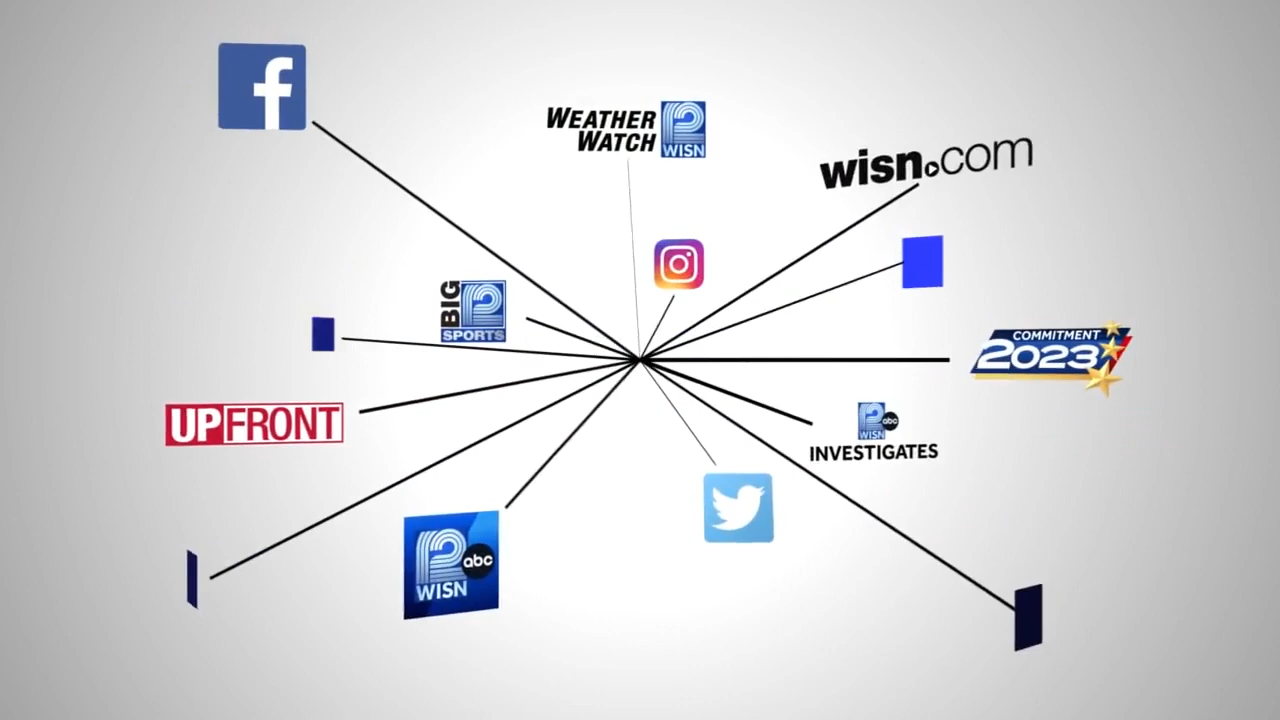 f
WEATHER
WATCH
12
WISN
wisn.com
BIG
12
SPORTS
COMMITMENT
2023
UPFRONT
12
abc
WISN
INVESTIGATES
12
abc
WISN